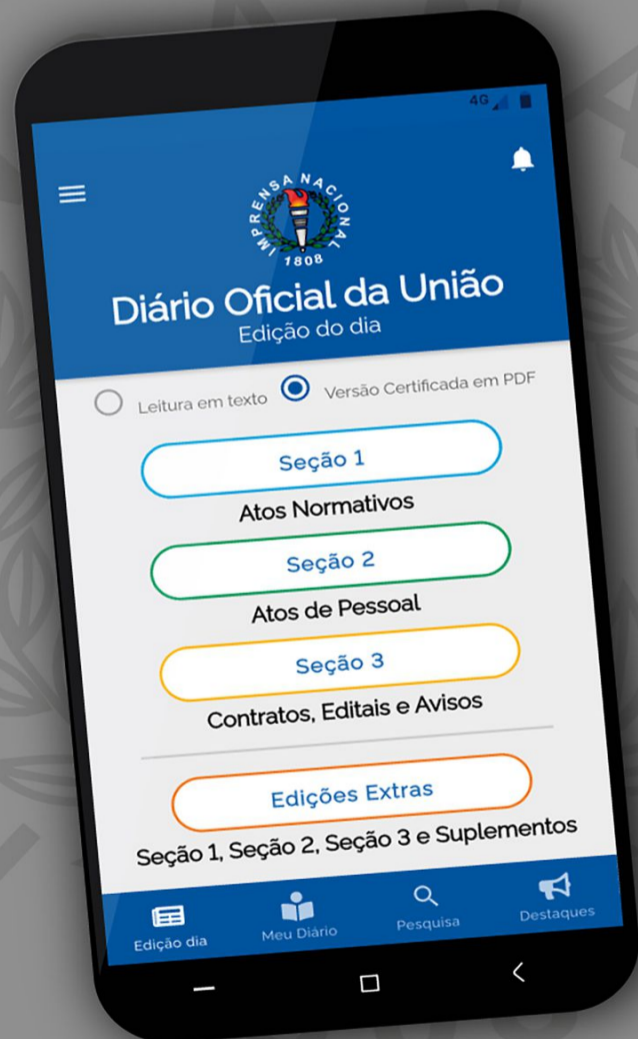 4G
IMPRENSA NACIONAL
1808
Diário Oficial da União
Edição do dia
Leitura em texto Versão Certificada em PDF
Seção 1
Atos Normativos
Seção 2
Atos de Pessoal
Seção 3
Contratos, Editais e Avisos
Edições Extras
Seção 1, Seção 2, Seção 3 e Suplementos
Edição dia Meu Diário Pesquisa Destaques